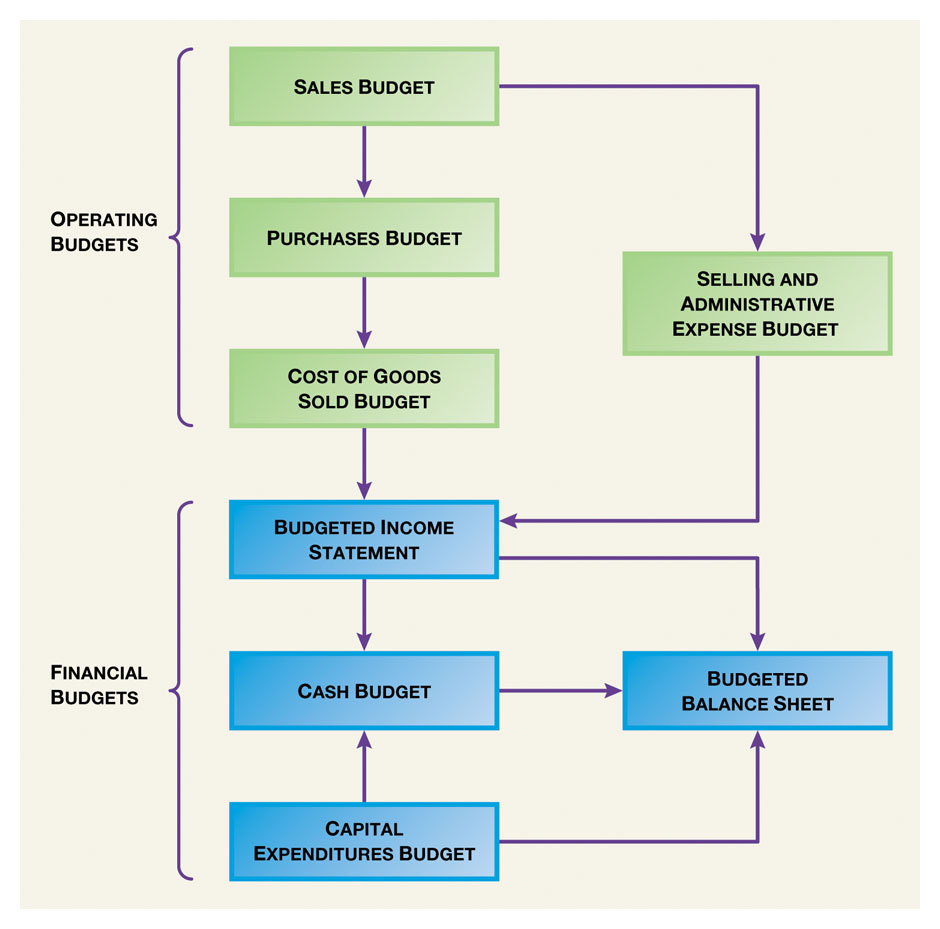 SALES BUDGET
OPERATING
BUDGETS
PURCHASES BUDGET
SELLING AND
ADMINISTRATIVE
EXPENSE BUDGET
COST OF GOODS
SOLD BUDGET
BUDGETED INCOME
STATEMENT
FINANCIAL
BUDGETS
CASH BUDGET
BUDGETED
BALANCE SHEET
CAPITAL
EXPENDITURES BUDGET